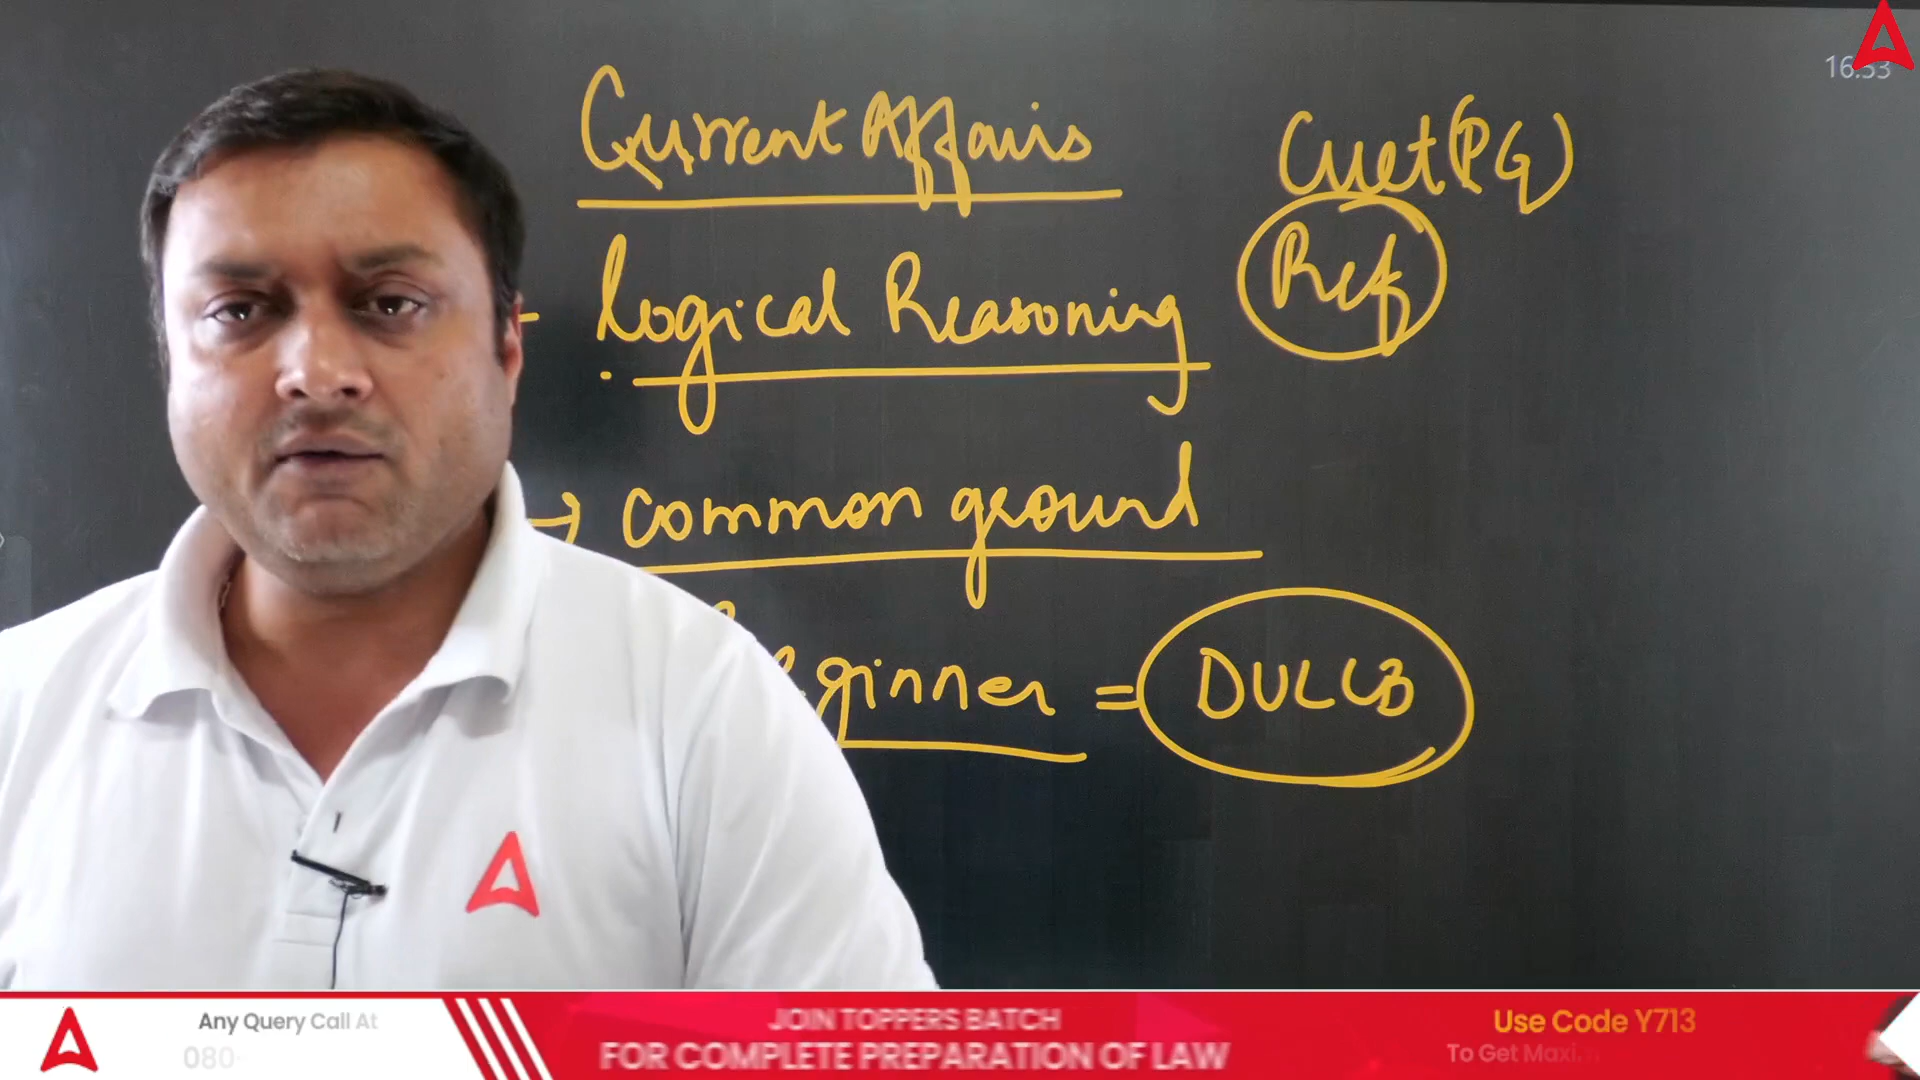 16:53
Current Affairs
Cuet (PG)
Logical Reasoning
Ref
common ground
Beginner = DULLB
Any Query Call At
080-
JOIN TOPPERS BATCH
FOR COMPLETE PREPARATION OF LAW
Use Code Y713
To Get Maxi